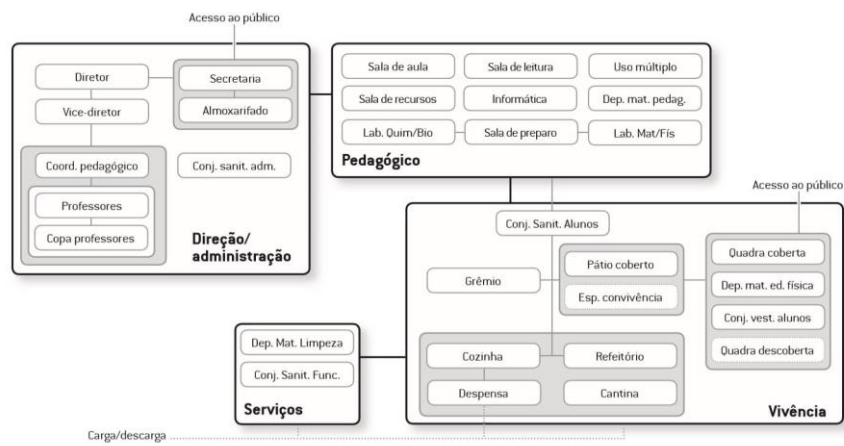 Acesso ao público
Diretor
Secretaria
Vice-diretor
Almoxarifado
Coord. pedagógico
Conj. sanit. adm.
Professores
Copa professores
Direção/
administração
Sala de aula
Sala de leitura
Uso múltiplo
Sala de recursos
Informática
Dep. mat. pedag.
Lab. Quim/Bio
Sala de preparo
Lab. Mat/Fís
Pedagógico
Acesso ao público
Conj. Sanit. Alunos
Grêmio
Pátio coberto
Esp. convivência
Quadra coberta
Dep. mat. ed. física
Conj. vest. alunos
Quadra descoberta
Cozinha
Refeitório
Despensa
Cantina
Vivência
Dep. Mat. Limpeza
Conj. Sanit. Func.
Serviços
Carga/descarga